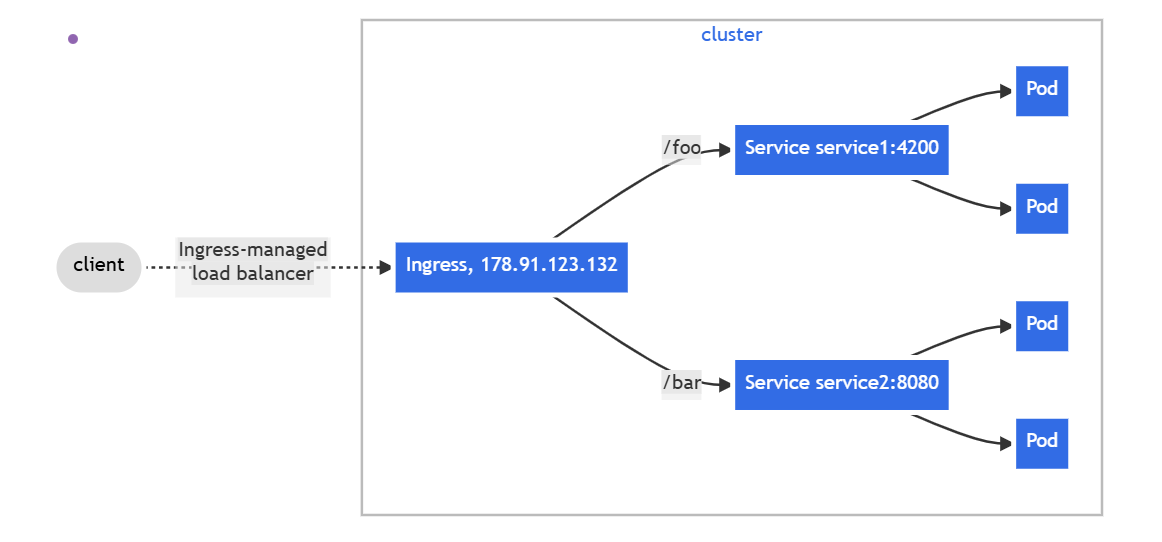 cluster
client
Ingress-managed
load balancer
Ingress, 178.91.123.132
/foo
Service service1:4200
Pod
Pod
/bar
Service service2:8080
Pod
Pod